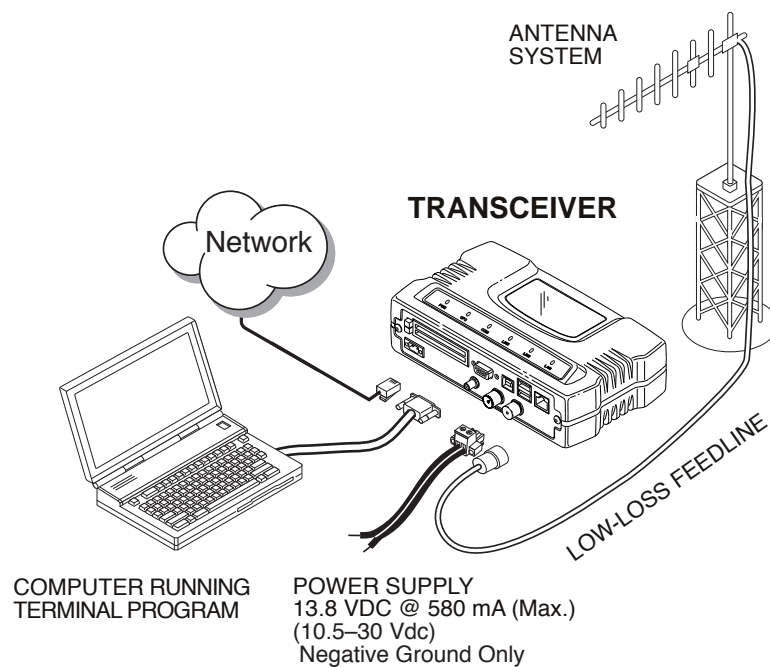 ANTENNA
SYSTEM
TRANSCEIVER
Network
LOW-LOSS FEEDLINE
COMPUTER RUNNING
TERMINAL PROGRAM
POWER SUPPLY
13.8 VDC @ 580 mA (Max.)
(10.5–30 Vdc)
Negative Ground Only